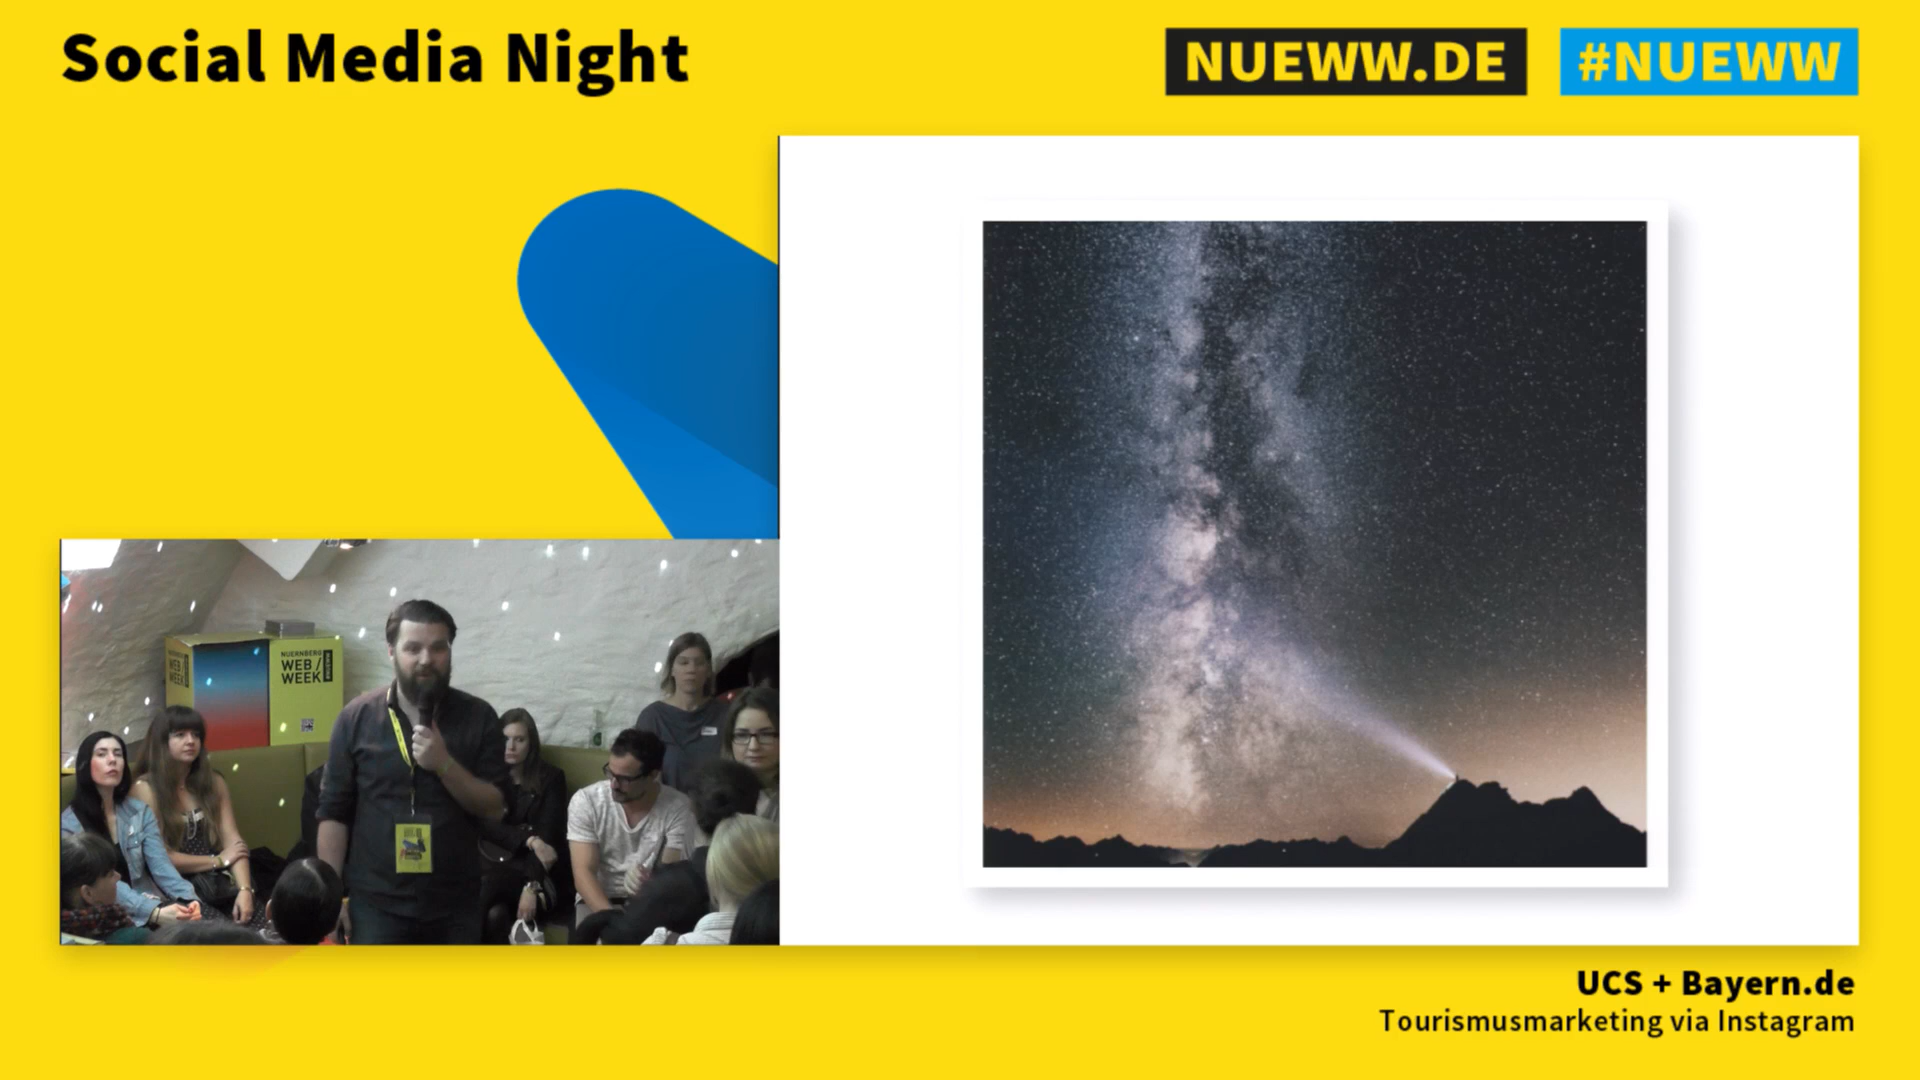 Social Media Night
NUEWW.DE
#NUEWW
NUERNBERG
WEB/
WEEK
UCS + Bayern.de
Tourismusmarketing via Instagram